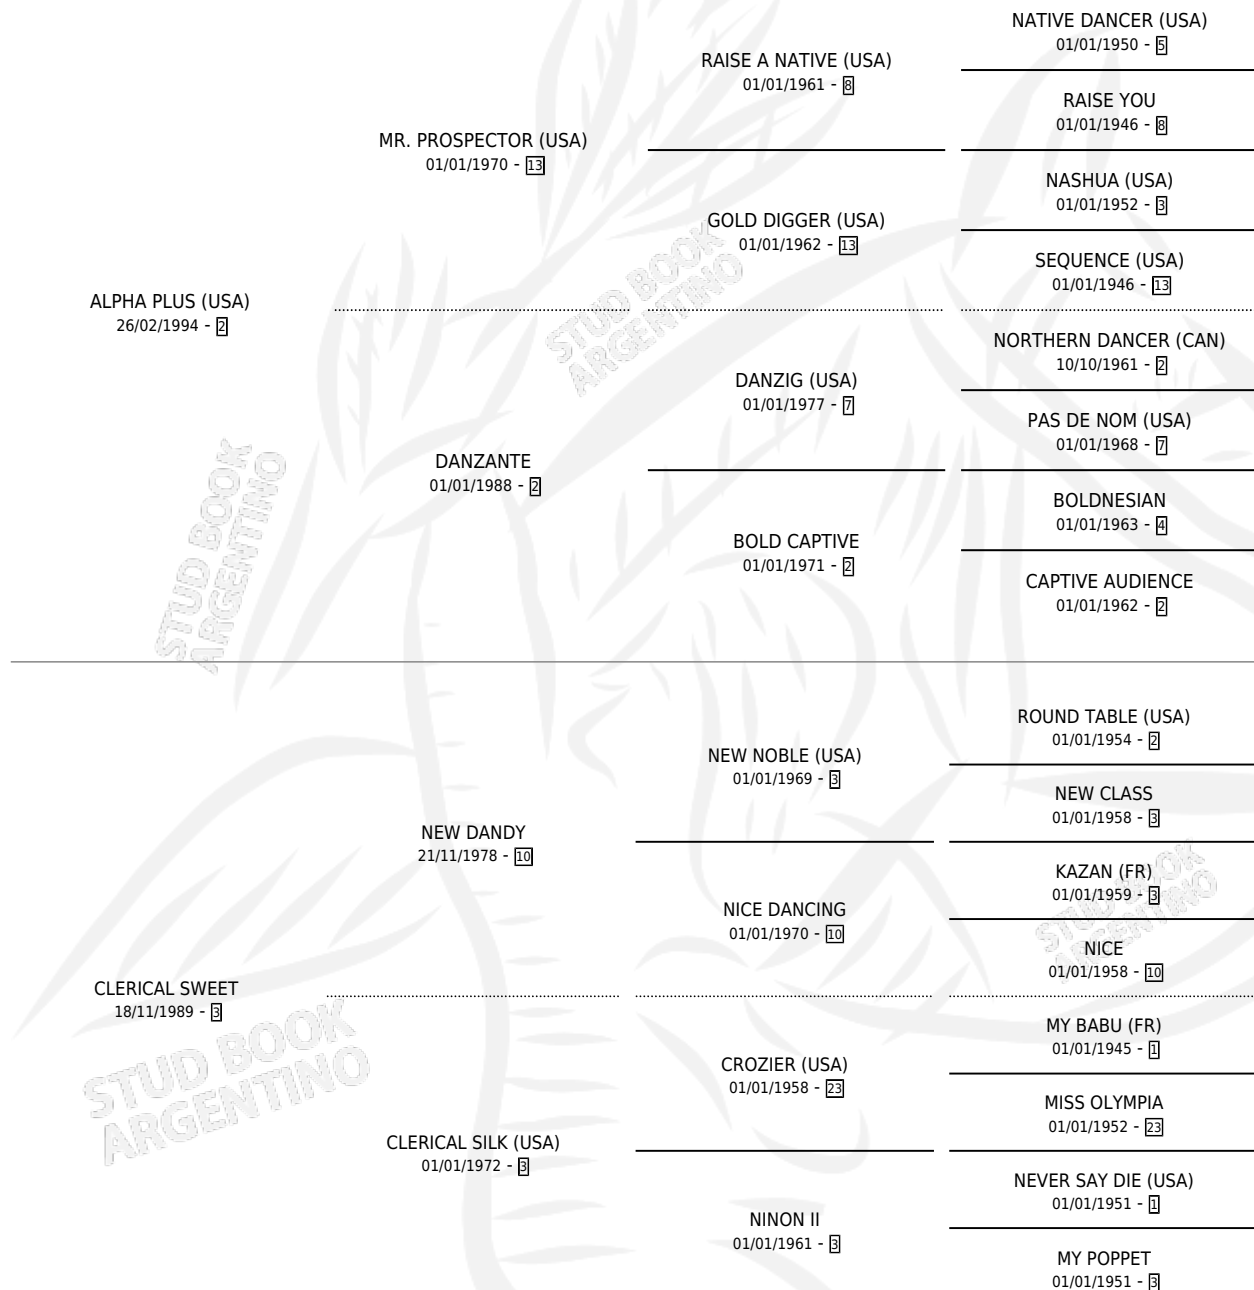 NATIVE DANCER (USA)
01/01/1950 - 5
RAISE A NATIVE (USA)
01/01/1961 - 8
RAISE YOU
01/01/1946 - 8
MR. PROSPECTOR (USA)
01/01/1970 - 13
NASHUA (USA)
01/01/1952 - 3
GOLD DIGGER (USA)
01/01/1962 - 13
SEQUENCE (USA)
01/01/1946 - 13
ALPHA PLUS (USA)
26/02/1994 - 2
STUD BOOK
ARGENTINO
NORTHERN DANCER (CAN)
10/10/1961 - 2
DANZIG (USA)
01/01/1977 - 7
PAS DE NOM (USA)
01/01/1968 - 7
DANZANTE
01/01/1988 - 2
BOLDNESIAN
01/01/1963 - 4
BOLD CAPTIVE
01/01/1971 - 2
CAPTIVE AUDIENCE
01/01/1962 - 2
STUD BOOK
ARGENTINO
ROUND TABLE (USA)
01/01/1954 - 2
NEW NOBLE (USA)
01/01/1969 - 3
NEW CLASS
01/01/1958 - 3
NEW DANDY
21/11/1978 - 10
KAZAN (FR)
01/01/1959 - 3
NICE DANCING
01/01/1970 - 10
NICE
01/01/1958 - 10
STUD BOOK
ARGENTINO
CLERICAL SWEET
18/11/1989 - 3
MY BABU (FR)
01/01/1945 - 1
CROZIER (USA)
01/01/1958 - 23
MISS OLYMPIA
01/01/1952 - 23
STUD BOOK
ARGENTINO
CLERICAL SILK (USA)
01/01/1972 - 3
NEVER SAY DIE (USA)
01/01/1951 - 1
NINON II
01/01/1961 - 3
MY POPPET
01/01/1951 - 3